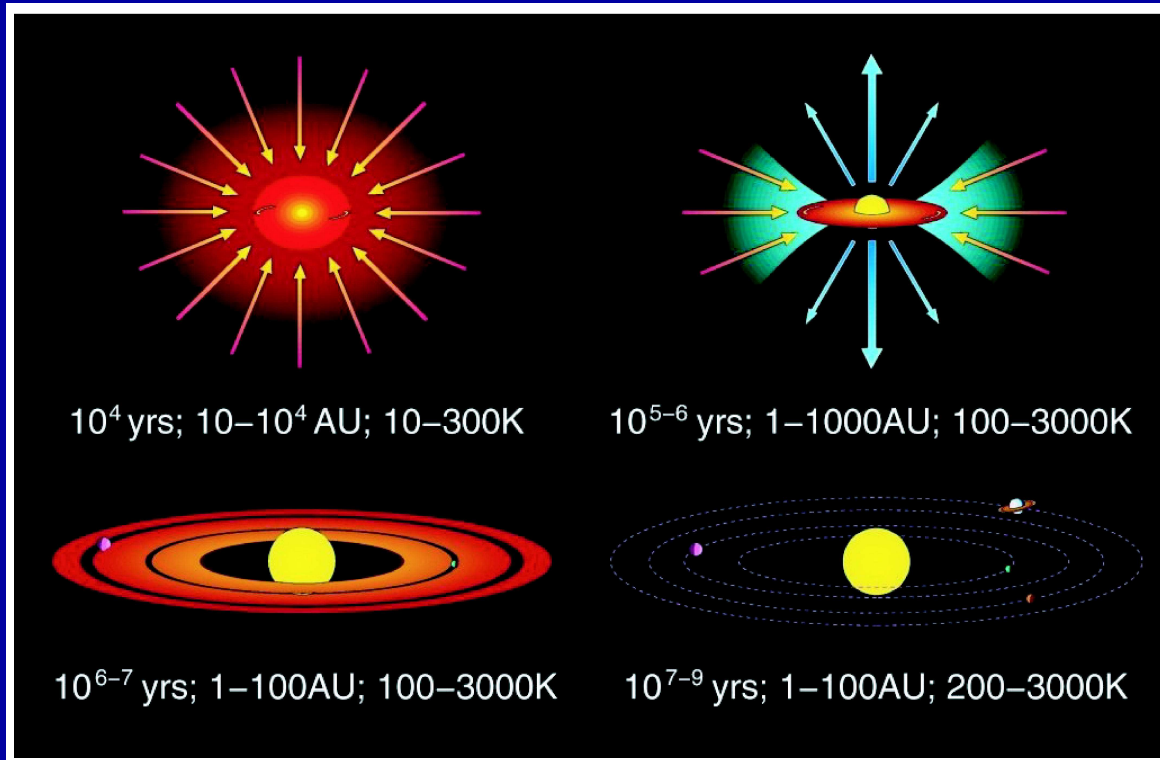 10⁴ yrs; 10–10⁴ AU; 10–300K
10⁵⁻⁶ yrs; 1–1000AU; 100–3000K
10⁶⁻⁷ yrs; 1–100AU; 100–3000K
10⁷⁻⁹ yrs; 1–100AU; 200–3000K